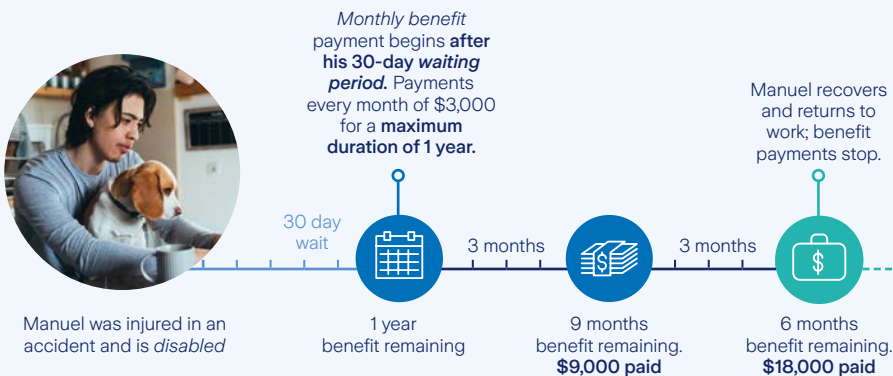 Monthly benefit
payment begins after
his 30-day waiting
period. Payments
every month of $3,000
for a maximum
duration of 1 year.
Manuel recovers
and returns to
work; benefit
payments stop.
30 day
wait
3 months
$
3 months
$
Manuel was injured in an
accident and is disabled
1 year
benefit remaining
9 months
benefit remaining.
$9,000 paid
6 months
benefit remaining.
$18,000 paid